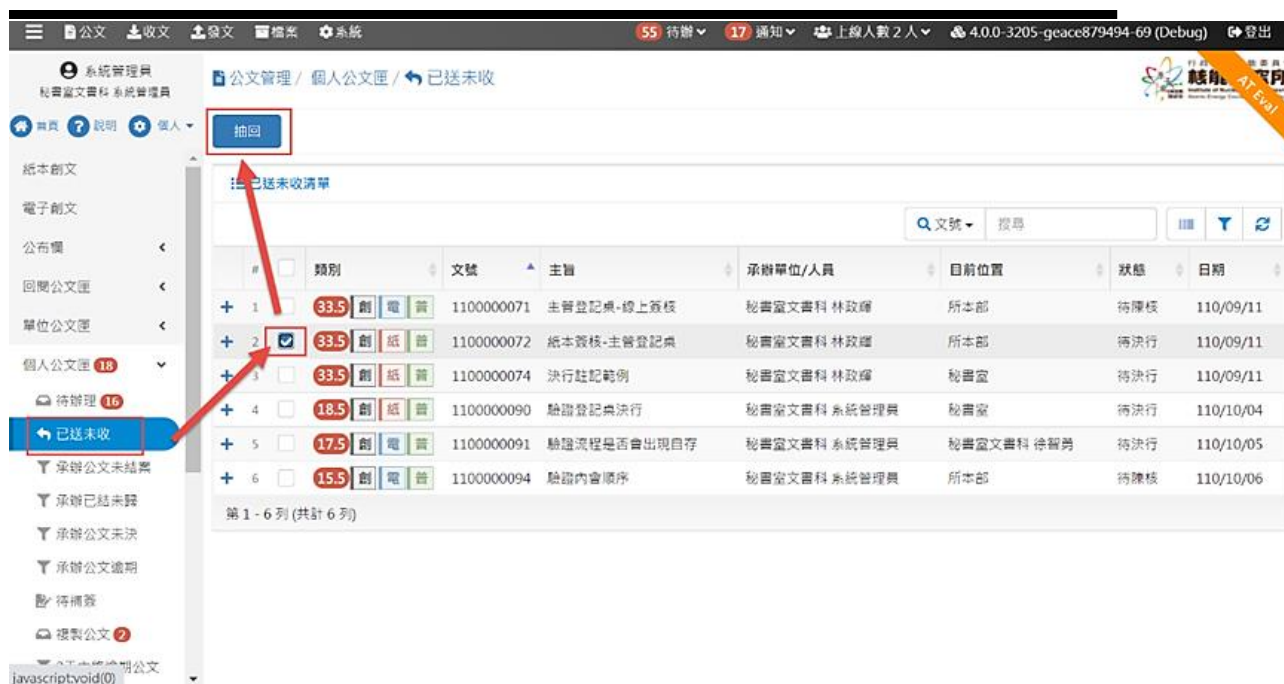 公文 收文 發文 檔案 系統 55 待辦 17 通知 上線人數 2 人 4.0.0-3205-geace879494-69 (Debug) 登出
系統管理員
秘書室文書科 系統管理員
首頁 說明 個人
公文管理 / 個人公文匣 / 已送未收
AT Eval
抽回
紙本創文
電子創文
公布欄
回閱公文匣
單位公文匣
個人公文匣 18
待辦理 16
已送未收
承辦公文未結案
承辦已結未歸
承辦公文未決
承辦公文逾期
待補簽
複製公文 2
javascript:void(0)
已送未收清單
文號 搜尋
# 類別 文號 主旨 承辦單位/人員 目前位置 狀態 日期
1 33.5 創 電 普 1100000071 主管登記桌-線上簽核 秘書室文書科 林政緯 所本部 待陳核 110/09/11
2 33.5 創 紙 普 1100000072 紙本簽核-主管登記桌 秘書室文書科 林政緯 所本部 待決行 110/09/11
3 33.5 創 紙 普 1100000074 決行註記範例 秘書室文書科 林政緯 秘書室 待決行 110/09/11
4 18.5 創 紙 普 1100000090 驗證登記桌決行 秘書室文書科 系統管理員 秘書室 待決行 110/10/04
5 17.5 創 電 普 1100000091 驗證流程是否會出現自存 秘書室文書科 系統管理員 秘書室文書科 徐智勇 待決行 110/10/05
6 15.5 創 電 普 1100000094 驗證內會順序 秘書室文書科 系統管理員 所本部 待陳核 110/10/06
第 1 - 6 列 (共計 6 列)